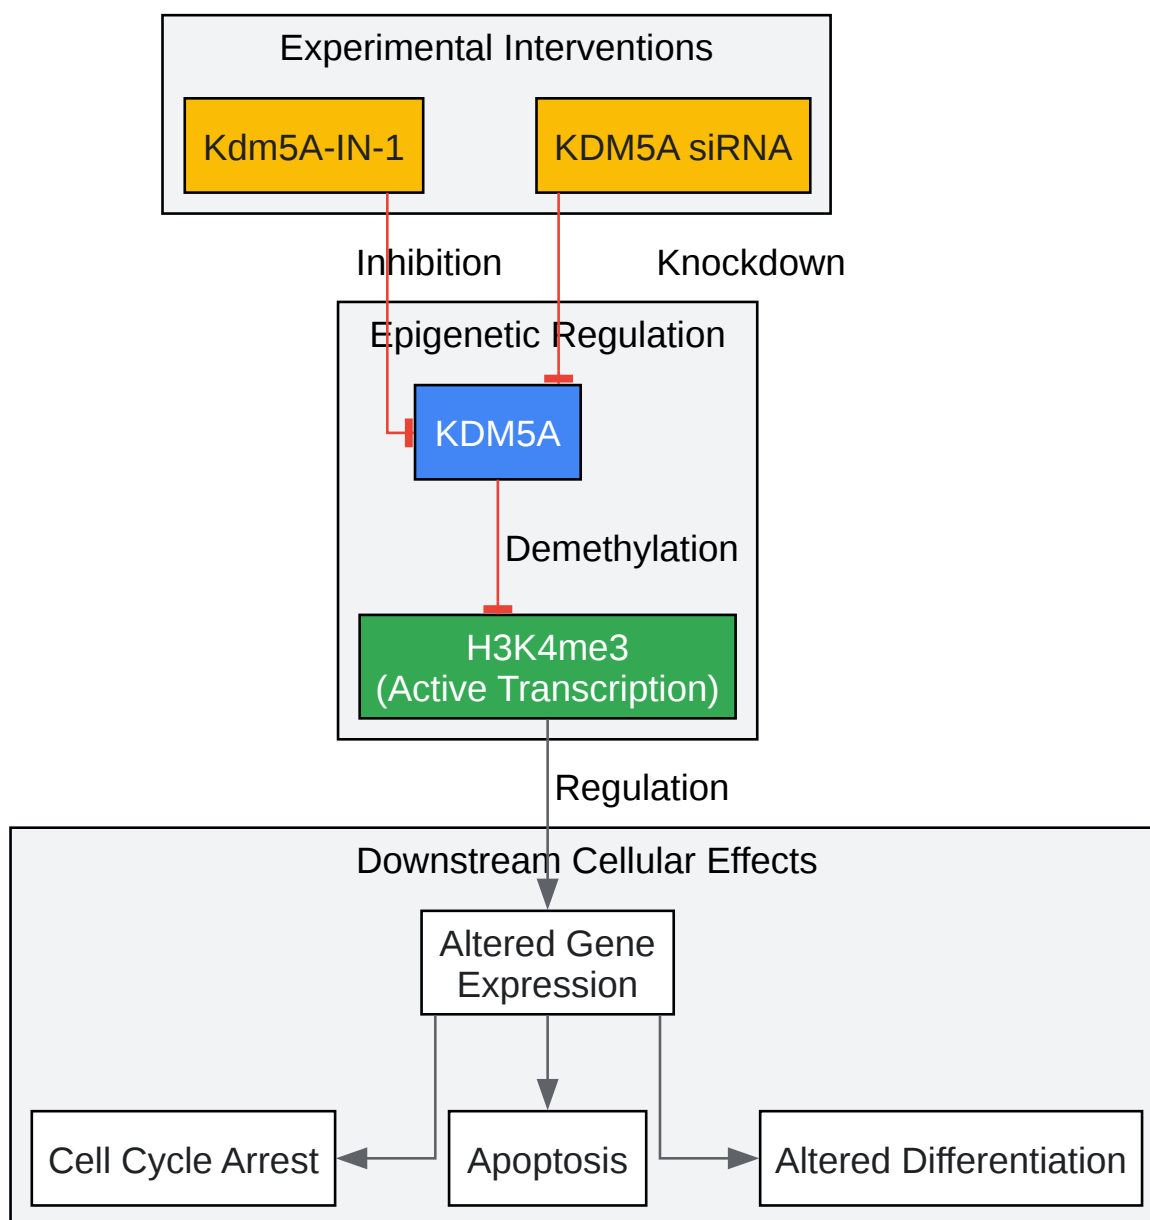 Experimental Interventions
Kdm5A-IN-1
KDM5A siRNA
Inhibition
Knockdown
Epigenetic Regulation
KDM5A
Demethylation
H3K4me3
(Active Transcription)
Regulation
Downstream Cellular Effects
Altered Gene
Expression
Cell Cycle Arrest
Apoptosis
Altered Differentiation